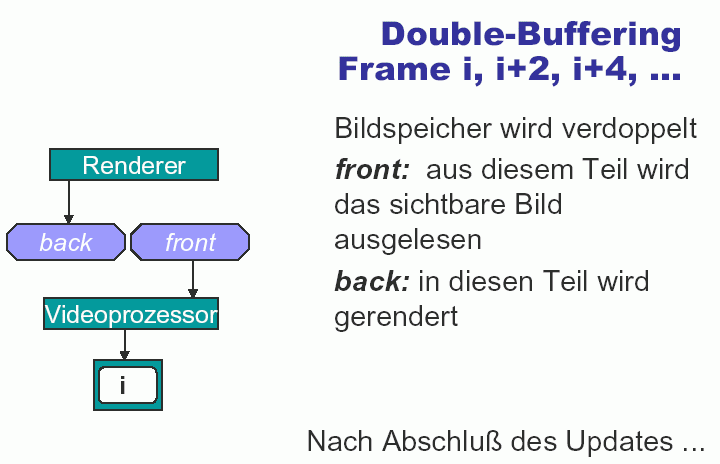 Double-Buffering
Frame i, i+2, i+4, ...
Bildspeicher wird verdoppelt
front: aus diesem Teil wird
das sichtbare Bild
ausgelesen
back: in diesen Teil wird
gerendert
Renderer
back front
Videoprozessor
i
Nach Abschluß des Updates ...